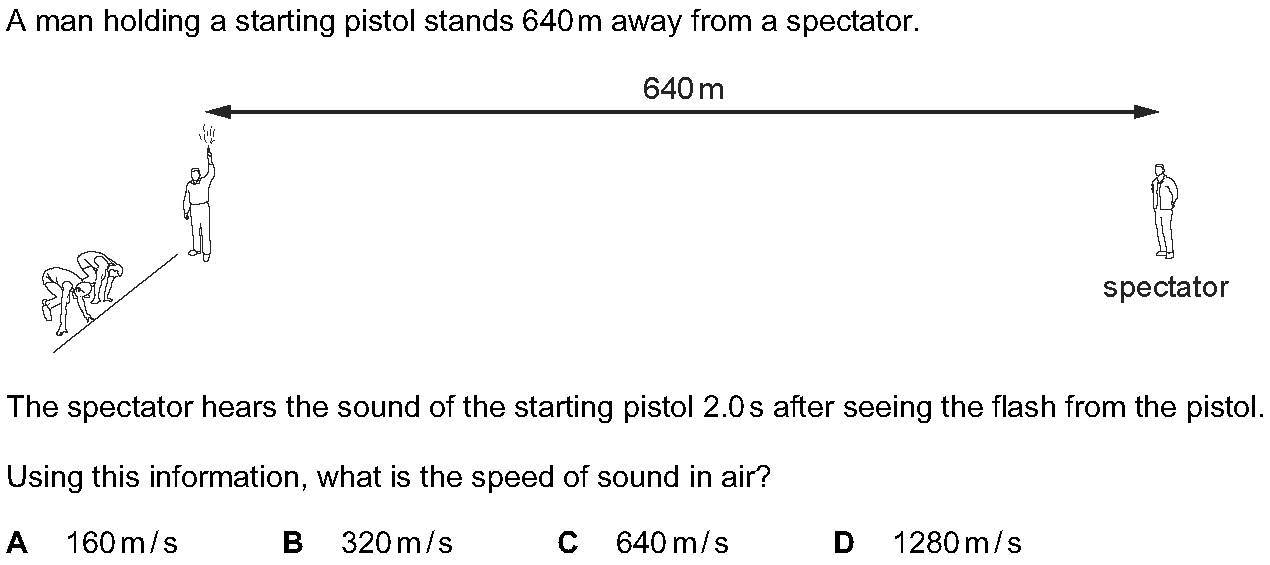 A man holding a starting pistol stands 640 m away from a spectator.
640 m
spectator
The spectator hears the sound of the starting pistol 2.0 s after seeing the flash from the pistol.
Using this information, what is the speed of sound in air?
A 160 m / s B 320 m / s C 640 m / s D 1280 m / s